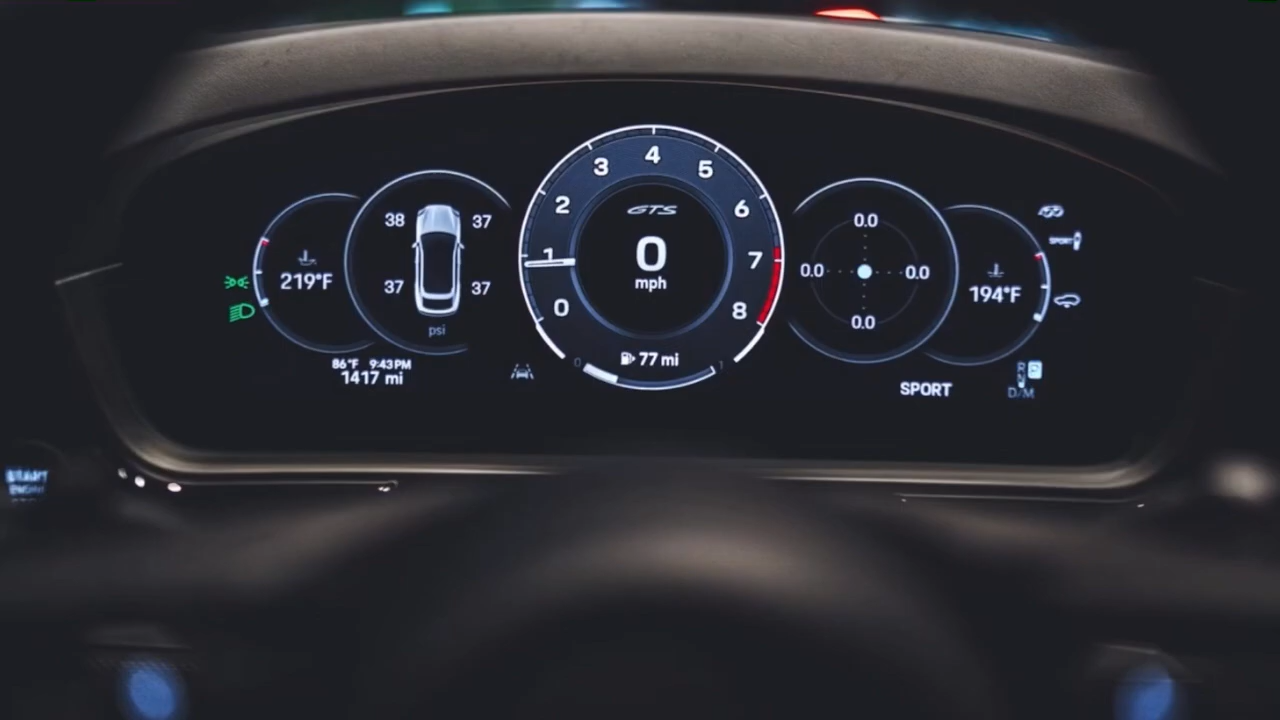 3 4 5
2 6
1 7
0 8
GTS
0
mph
77 mi
0 1
219°F
38 37
37 37
psi
86°F 9:43PM
1417 mi
0.0
0.0 0.0
0.0
194°F
SPORT
SPORT
R
N
D/M
P
START
ENGINE